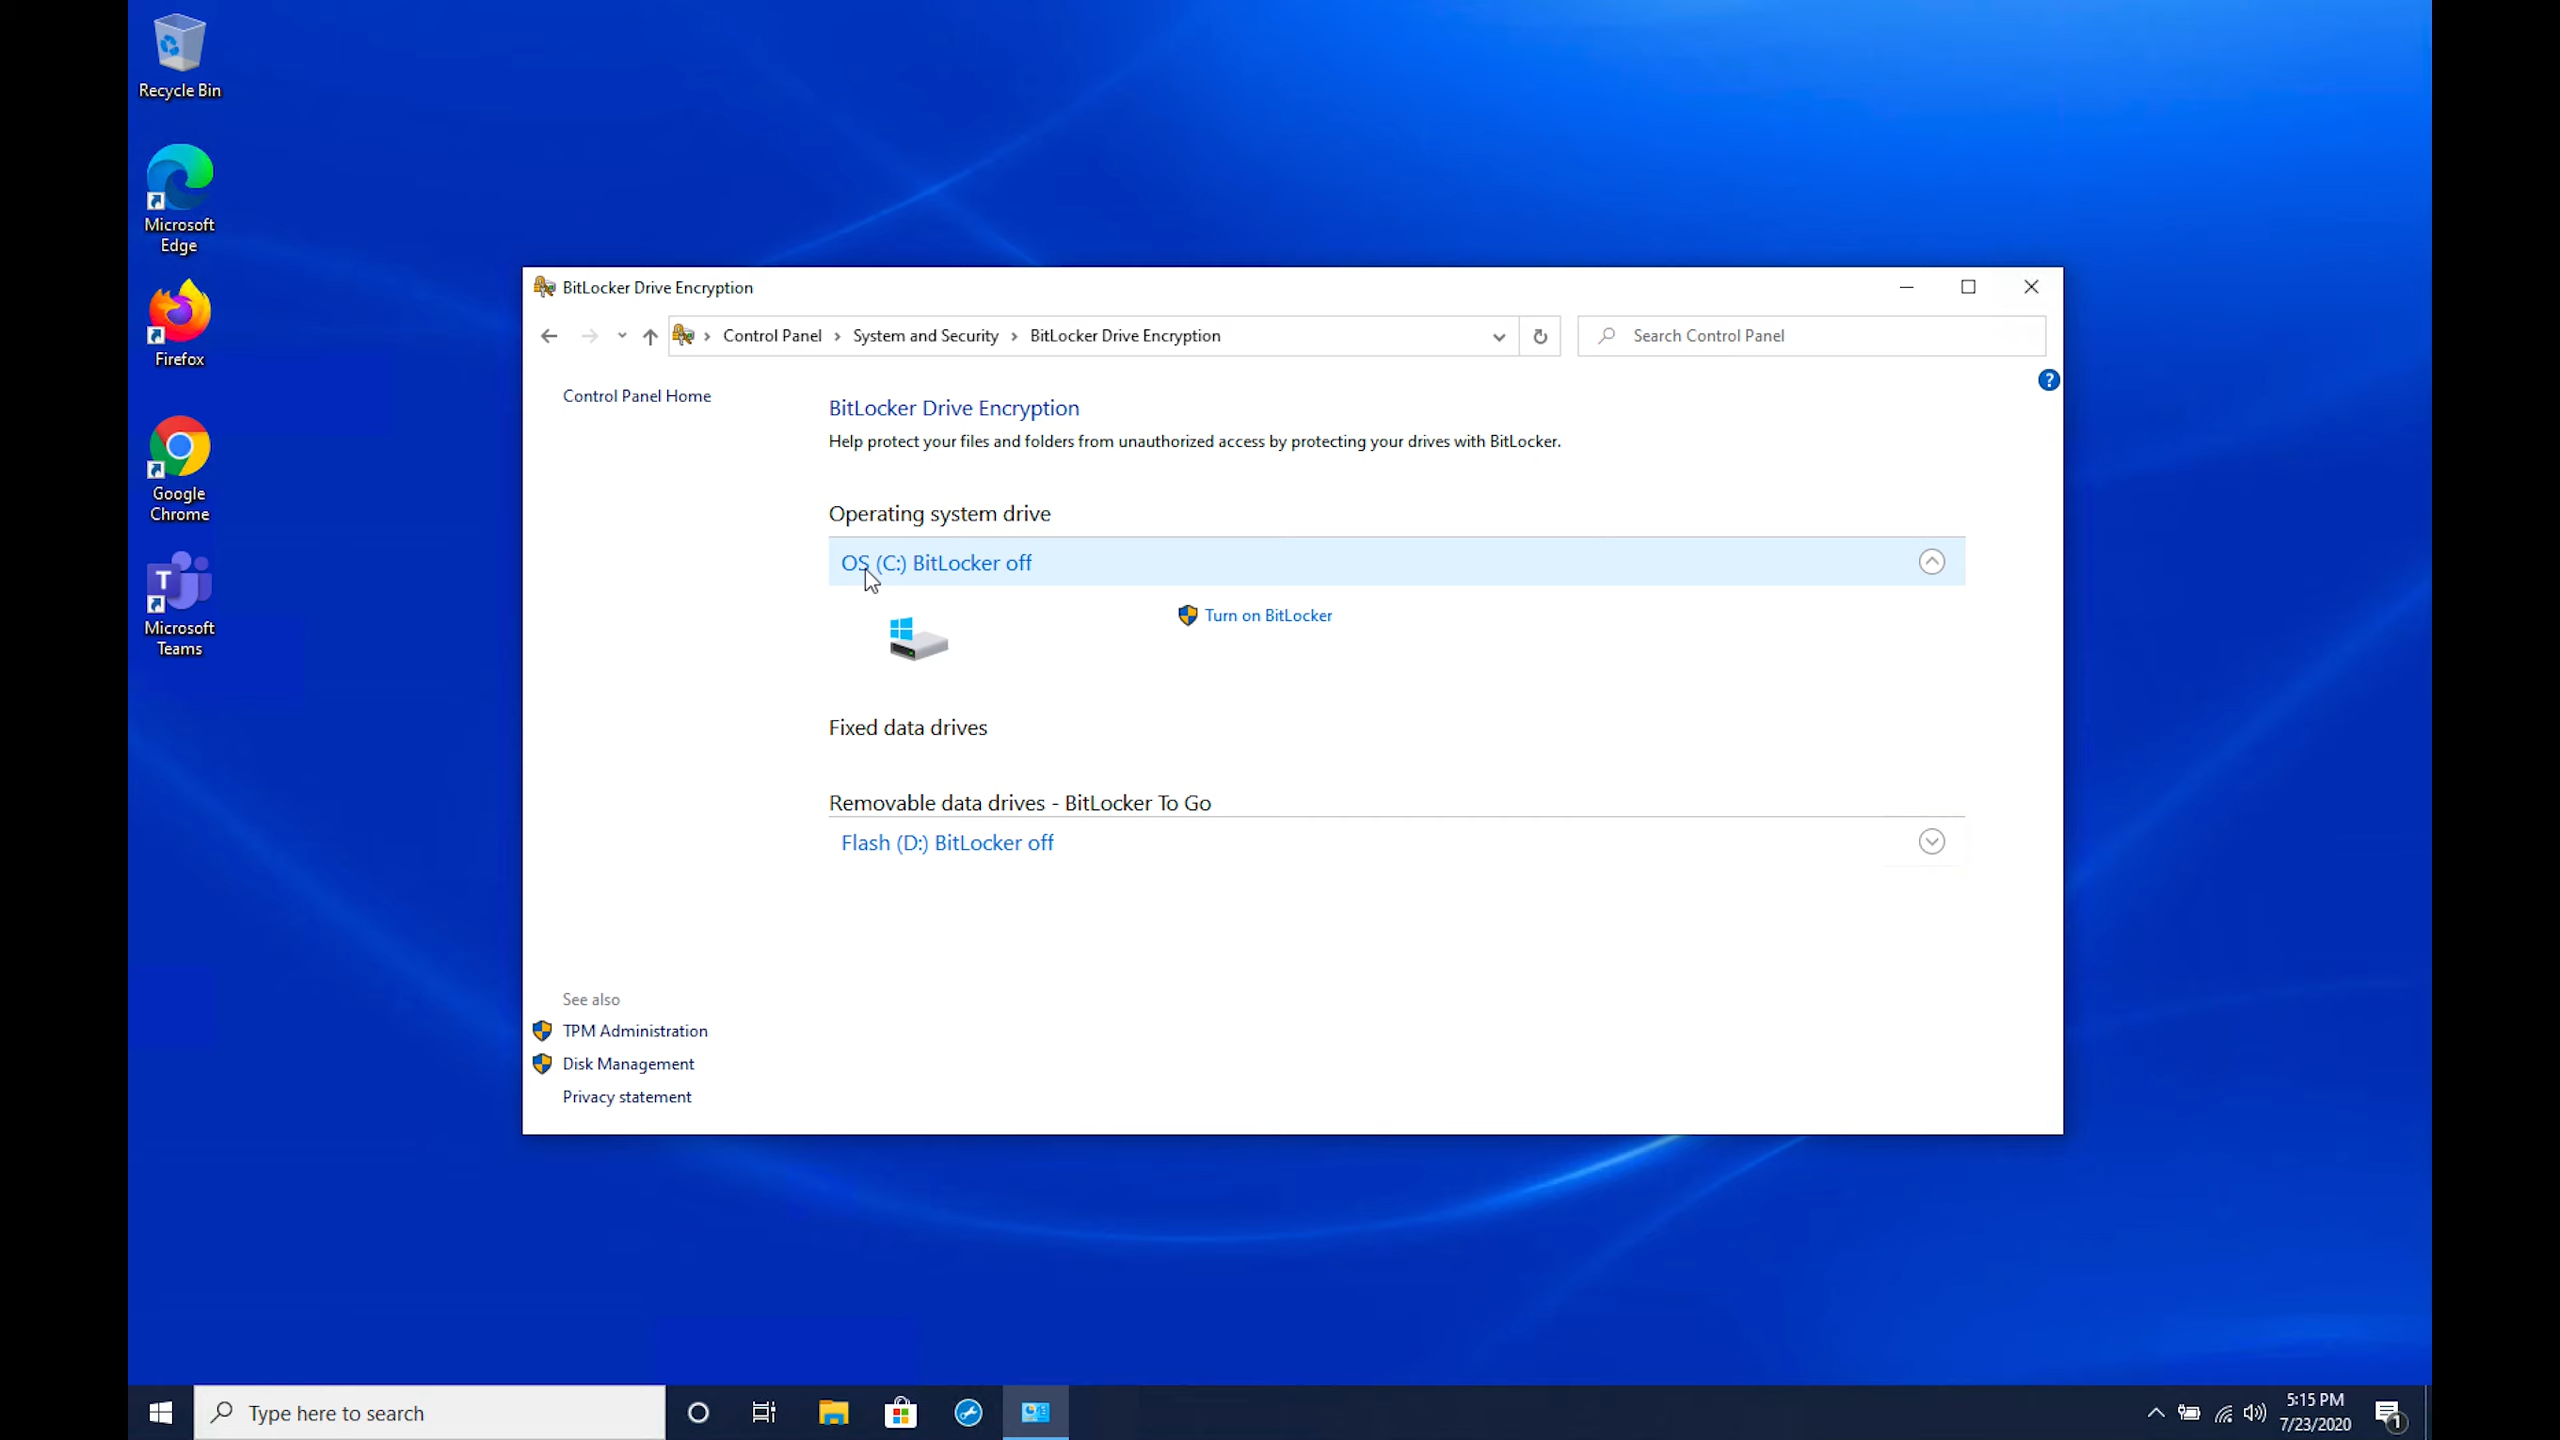 Recycle Bin
Microsoft
Edge
Firefox
Google
Chrome
T
Microsoft
Teams
BitLocker Drive Encryption
Control Panel
System and Security
BitLocker Drive Encryption
Search Control Panel
?
Control Panel Home
BitLocker Drive Encryption
Help protect your files and folders from unauthorized access by protecting your drives with BitLocker.
Operating system drive
OS (C:) BitLocker off
Turn on BitLocker
Fixed data drives
Removable data drives - BitLocker To Go
Flash (D:) BitLocker off
See also
TPM Administration
Disk Management
Privacy statement
Type here to search
5:15 PM
7/23/2020
1